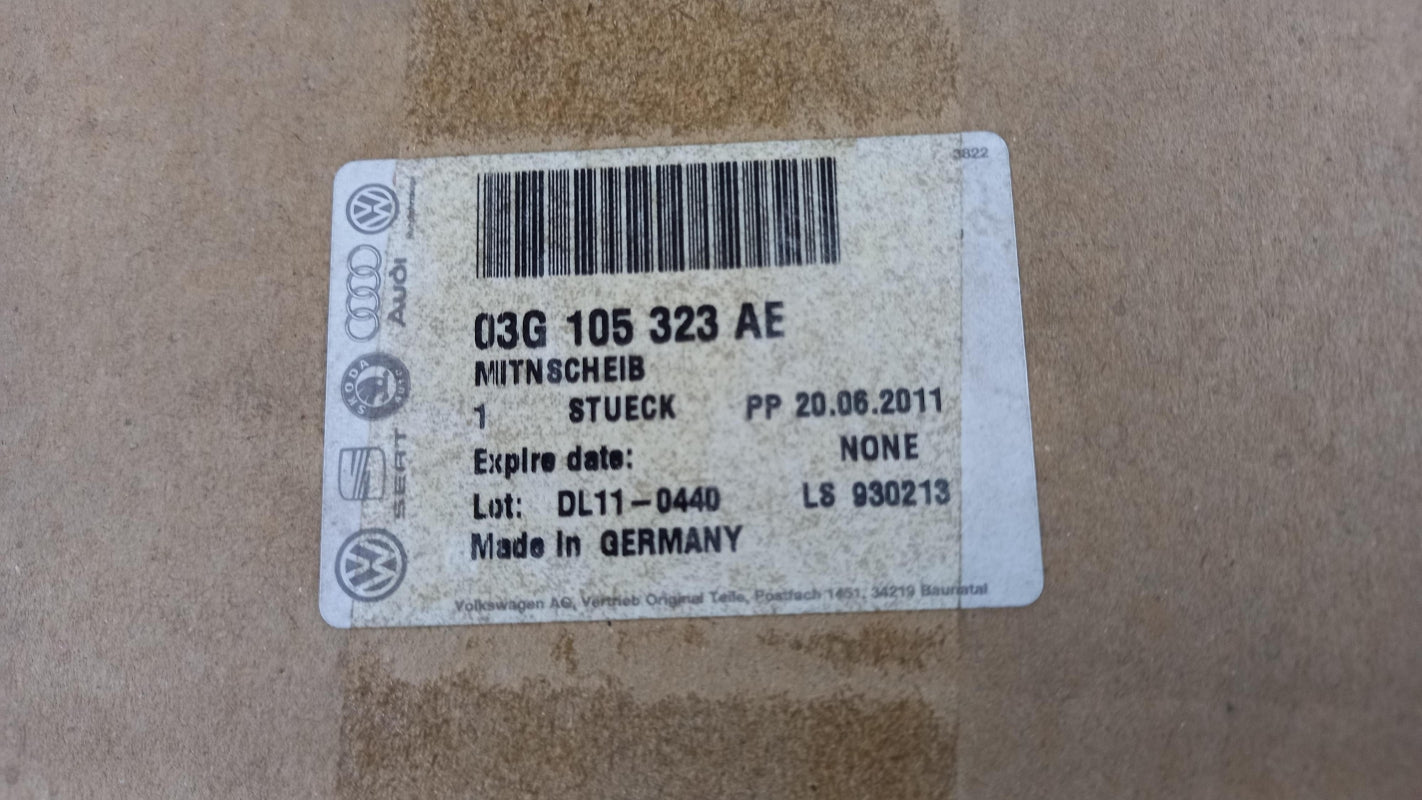 3822
03G 105 323 AE
MITNSCHEIB
1 STUECK PP 20.06.2011
Expire date: NONE
Lot: DL11-0440 LS 930213
Made in GERMANY
Volkswagen AG, Vertrieb Original Teile, Postfach 1451, 34219 Baunatal
Audi
SKODA
SEAT